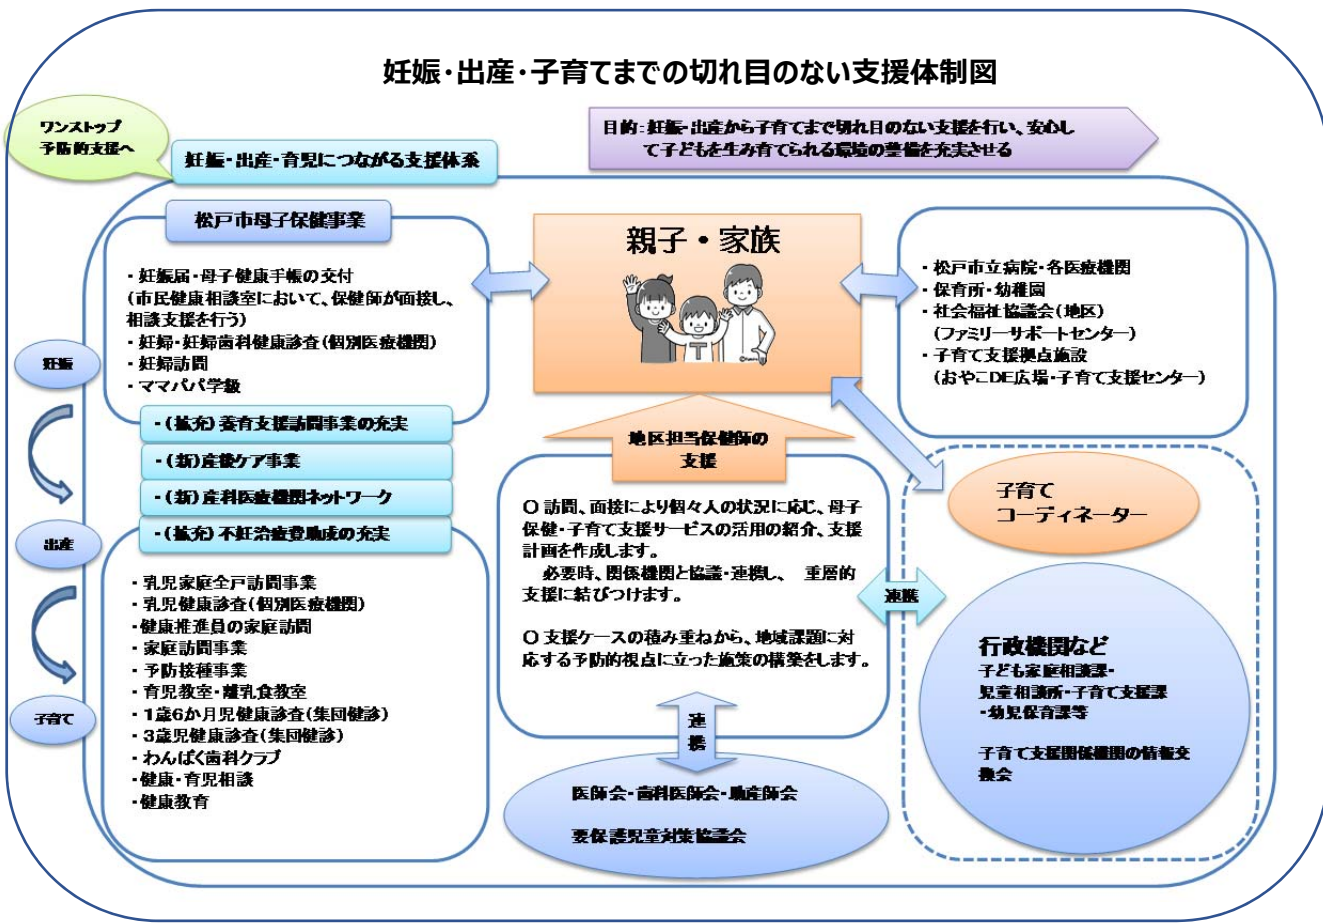 妊娠・出産・子育てまでの切れ目のない支援体制図
ワンストップ
予防的支援へ
目的:妊娠・出産から子育てまで切れ目のない支援を行い、安心し
て子どもを生み育てられる環境の整備を充実させる
妊娠・出産・育児につながる支援体系
松戸市母子保健事業
・妊娠届・母子健康手帳の交付
(市民健康相談室において、保健師が面接し、
相談支援を行う)
・妊婦・妊婦歯科健康診査(個別医療機関)
・妊婦訪問
・ママパパ学級
・(拡充)養育支援訪問事業の充実
・(新)産後ケア事業
・(新)産科医療機関ネットワーク
・(拡充)不妊治療費助成の充実
・乳児家庭全戸訪問事業
・乳児健康診査(個別医療機関)
・健康推進員の家庭訪問
・家庭訪問事業
・予防接種事業
・育児教室・離乳食教室
・1歳6か月児健康診査(集団健診)
・3歳児健康診査(集団健診)
・わんぱく歯科クラブ
・健康・育児相談
・健康教育
妊娠
出産
子育て
親子・家族
T
地区担当保健師の
支援
○ 訪問、面接により個々人の状況に応じ、母子
保健・子育て支援サービスの活用の紹介、支援
計画を作成します。
必要時、関係機関と協議・連携し、 重層的
支援に結びつけます。
○ 支援ケースの積み重ねから、地域課題に対
応する予防的視点に立った施策の構築をします。
連携
連
携
医師会・歯科医師会・助産師会
要保護児童対策協議会
・松戸市立病院・各医療機関
・保育所・幼稚園
・社会福祉協議会(地区)
(ファミリーサポートセンター)
・子育て支援拠点施設
(おやこDE広場・子育て支援センター)
子育て
コーディネーター
行政機関など
子ども家庭相談課・
児童相談所・子育て支援課
・幼児保育課等
子育て支援関係機関の情報交
換会